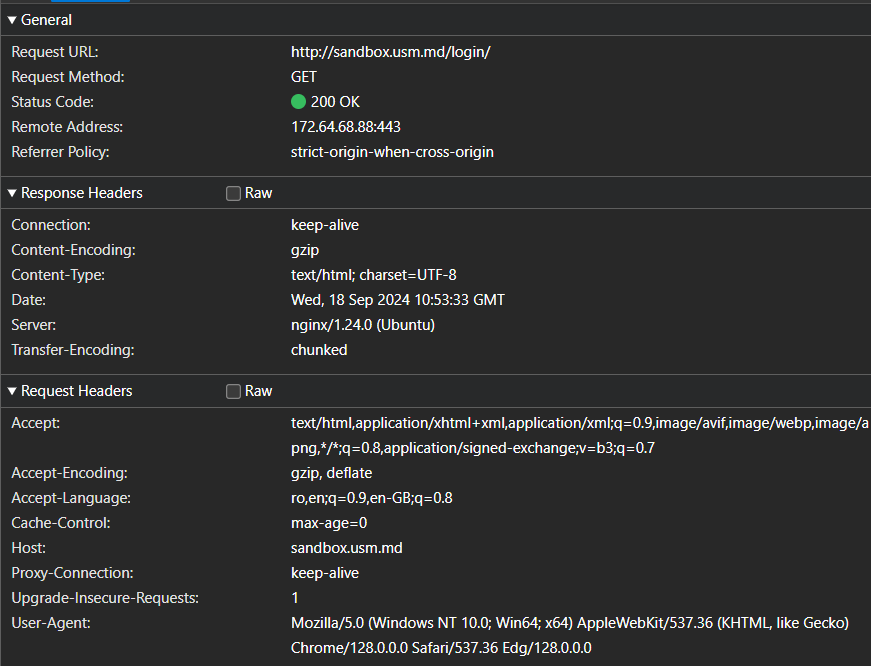 General
Request URL: http://sandbox.usm.md/login/
Request Method: GET
Status Code: 200 OK
Remote Address: 172.64.68.88:443
Referrer Policy: strict-origin-when-cross-origin
Response Headers Raw
Connection: keep-alive
Content-Encoding: gzip
Content-Type: text/html; charset=UTF-8
Date: Wed, 18 Sep 2024 10:53:33 GMT
Server: nginx/1.24.0 (Ubuntu)
Transfer-Encoding: chunked
Request Headers Raw
Accept: text/html,application/xhtml+xml,application/xml;q=0.9,image/avif,image/webp,image/a
png,*/*;q=0.8,application/signed-exchange;v=b3;q=0.7
Accept-Encoding: gzip, deflate
Accept-Language: ro,en;q=0.9,en-GB;q=0.8
Cache-Control: max-age=0
Host: sandbox.usm.md
Proxy-Connection: keep-alive
Upgrade-Insecure-Requests: 1
User-Agent: Mozilla/5.0 (Windows NT 10.0; Win64; x64) AppleWebKit/537.36 (KHTML, like Gecko)
Chrome/128.0.0.0 Safari/537.36 Edg/128.0.0.0